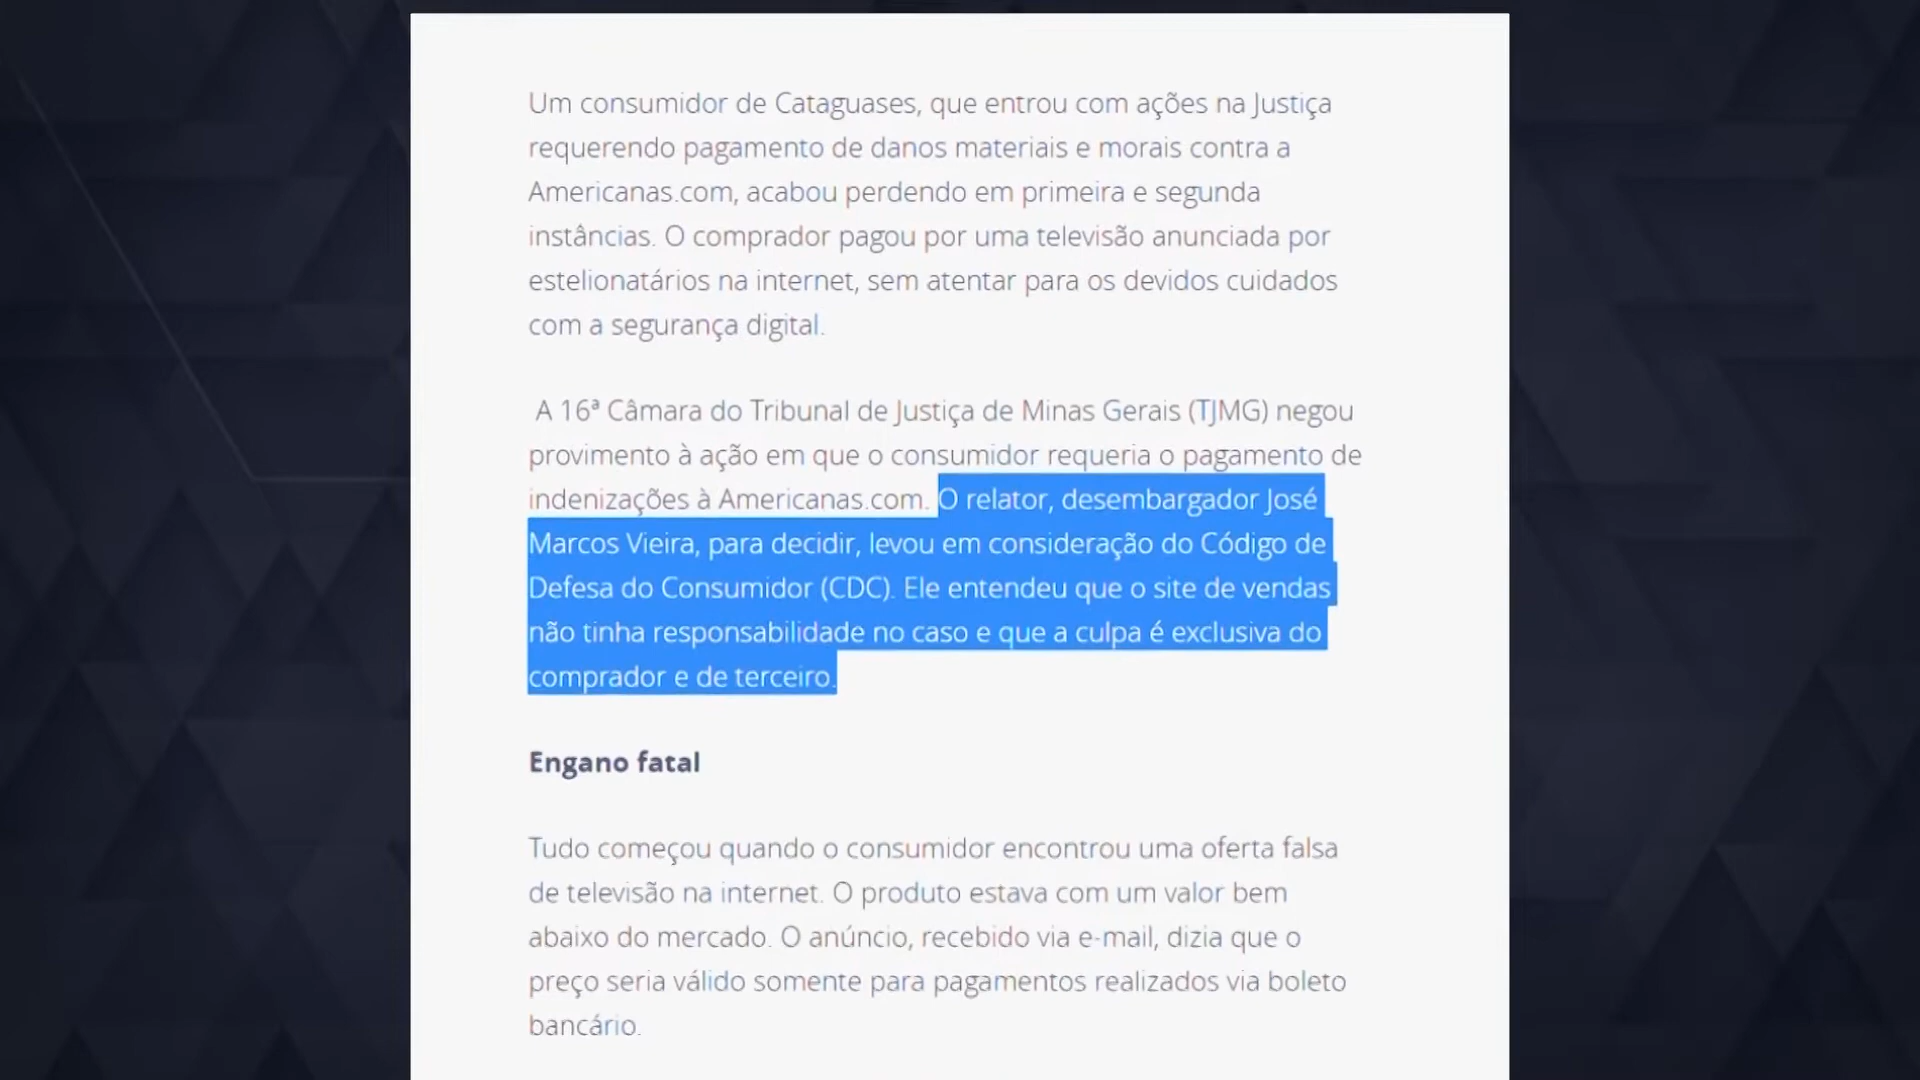 Um consumidor de Cataguases, que entrou com ações na Justiça
requerendo pagamento de danos materiais e morais contra a
Americanas.com, acabou perdendo em primeira e segunda
instâncias. O comprador pagou por uma televisão anunciada por
estelionatários na internet, sem atentar para os devidos cuidados
com a segurança digital.
A 16ª Câmara do Tribunal de Justiça de Minas Gerais (TJMG) negou
provimento à ação em que o consumidor requeria o pagamento de
indenizações à Americanas.com. O relator, desembargador José
Marcos Vieira, para decidir, levou em consideração do Código de
Defesa do Consumidor (CDC). Ele entendeu que o site de vendas
não tinha responsabilidade no caso e que a culpa é exclusiva do
comprador e de terceiro.
Engano fatal
Tudo começou quando o consumidor encontrou uma oferta falsa
de televisão na internet. O produto estava com um valor bem
abaixo do mercado. O anúncio, recebido via e-mail, dizia que o
preço seria válido somente para pagamentos realizados via boleto
bancário.